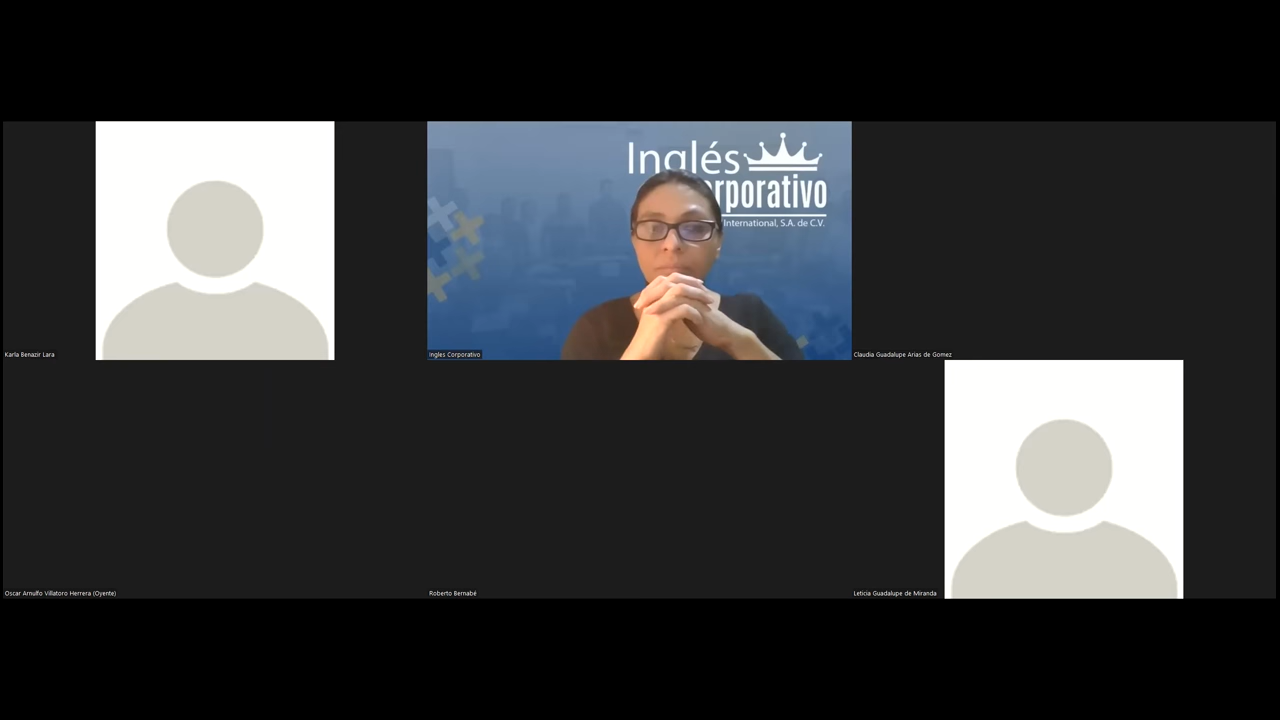 Inglés
orporativo
International, S.A. de C.V.
Karla Benazir Lara
Ingles Corporativo
Claudia Guadalupe Arias de Gomez
Oscar Arnulfo Villatoro Herrera (Oyente)
Roberto Bernabé
Leticia Guadalupe de Miranda